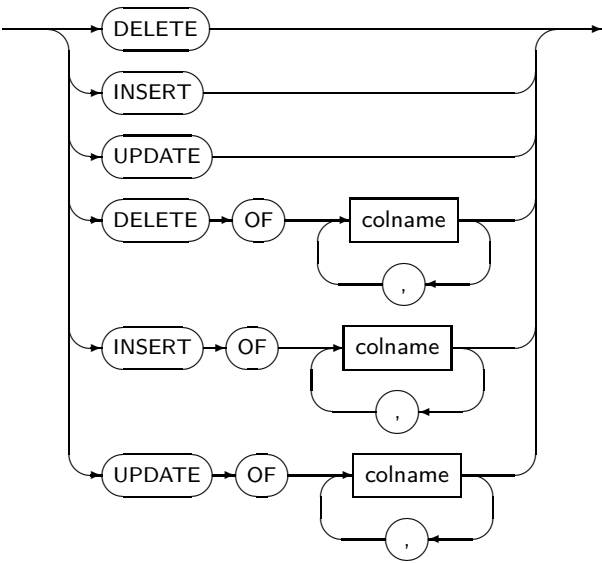 DELETE
INSERT
UPDATE
DELETE OF colname
,
INSERT OF colname
,
UPDATE OF colname
,